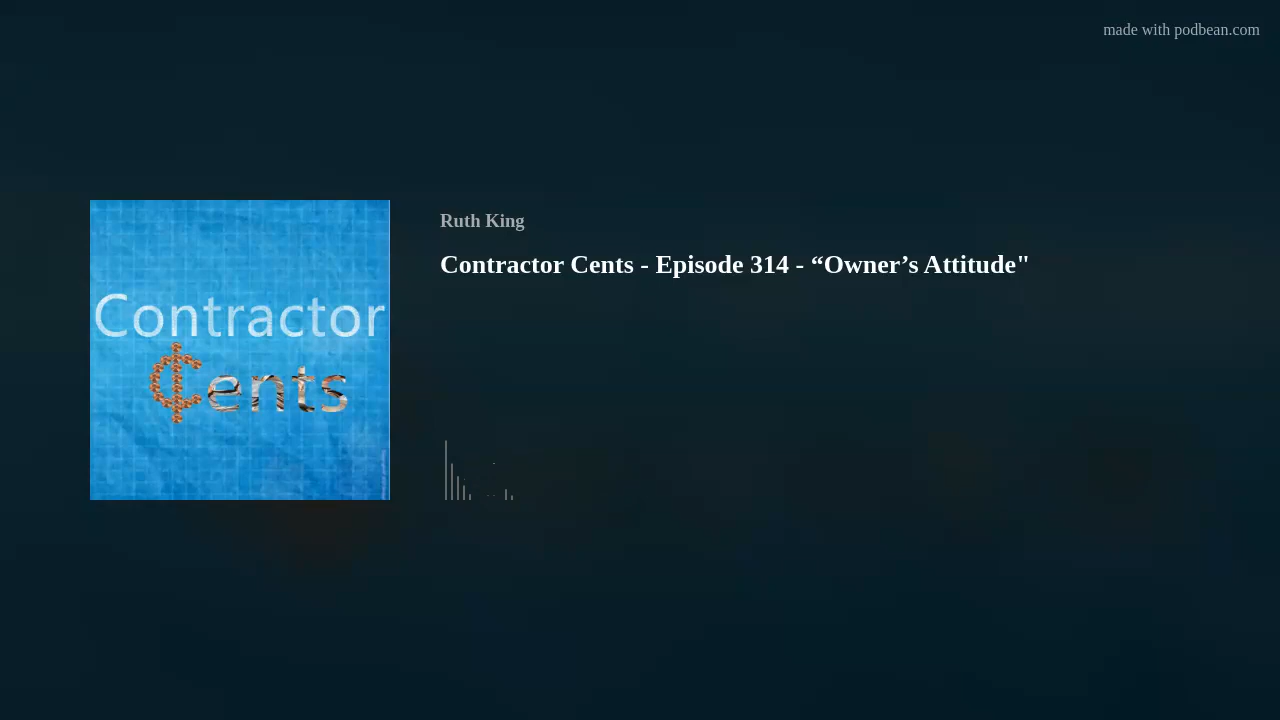 made with podbean.com
Ruth King
Contractor Cents - Episode 314 - “Owner’s Attitude"
Contractor
¢ents